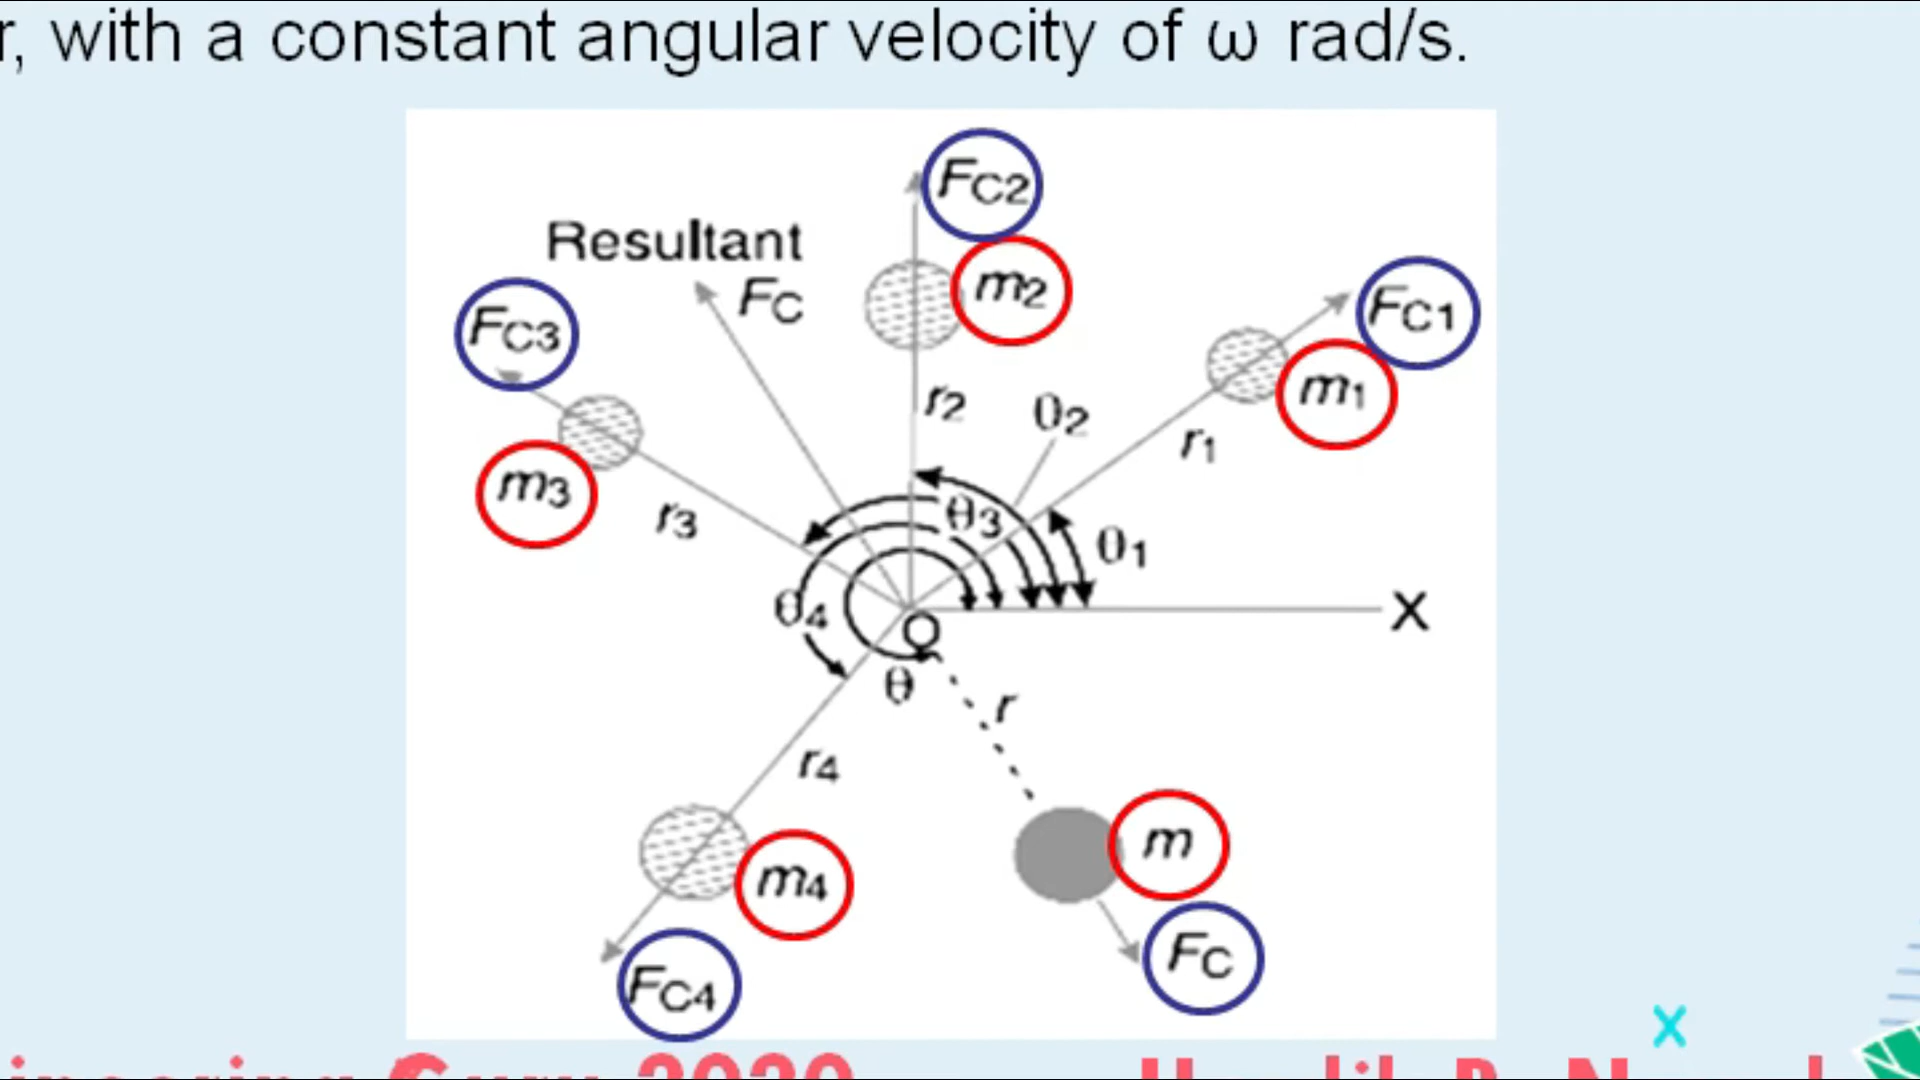 r, with a constant angular velocity of ω rad/s.
FC2
Resultant
FC
m2
FC1
FC3
m1
r2
θ2
r1
m3
r3
θ3
θ1
θ4
O
X
θ
r
r4
m
m4
FC
FC4
x
2020